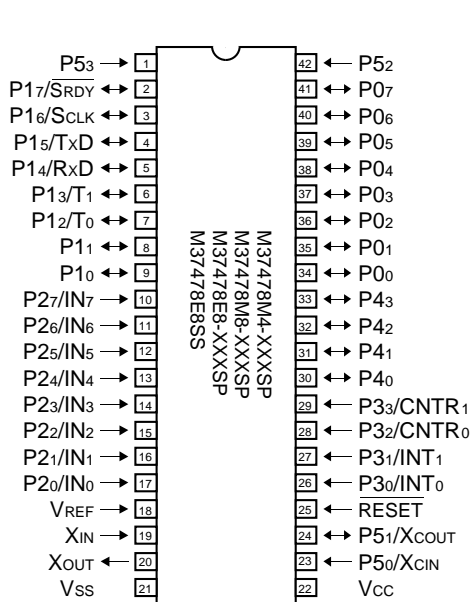 P53 1 42 P52
P17/SRDY 2 41 P07
P16/SCLK 3 40 P06
P15/TxD 4 39 P05
P14/RxD 5 38 P04
P13/T1 6 37 P03
P12/T0 7 36 P02
P11 8 35 P01
P10 9 34 P00
P27/IN7 10 33 P43
P26/IN6 11 32 P42
P25/IN5 12 31 P41
P24/IN4 13 30 P40
P23/IN3 14 29 P33/CNTR1
P22/IN2 15 28 P32/CNTR0
P21/IN1 16 27 P31/INT1
P20/IN0 17 26 P30/INT0
VREF 18 25 RESET
XIN 19 24 P51/XCOUT
XOUT 20 23 P50/XCIN
VSS 21 22 VCC
M37478M4-XXXSP
M37478M8-XXXSP
M37478E8-XXXSP
M37478E8SS